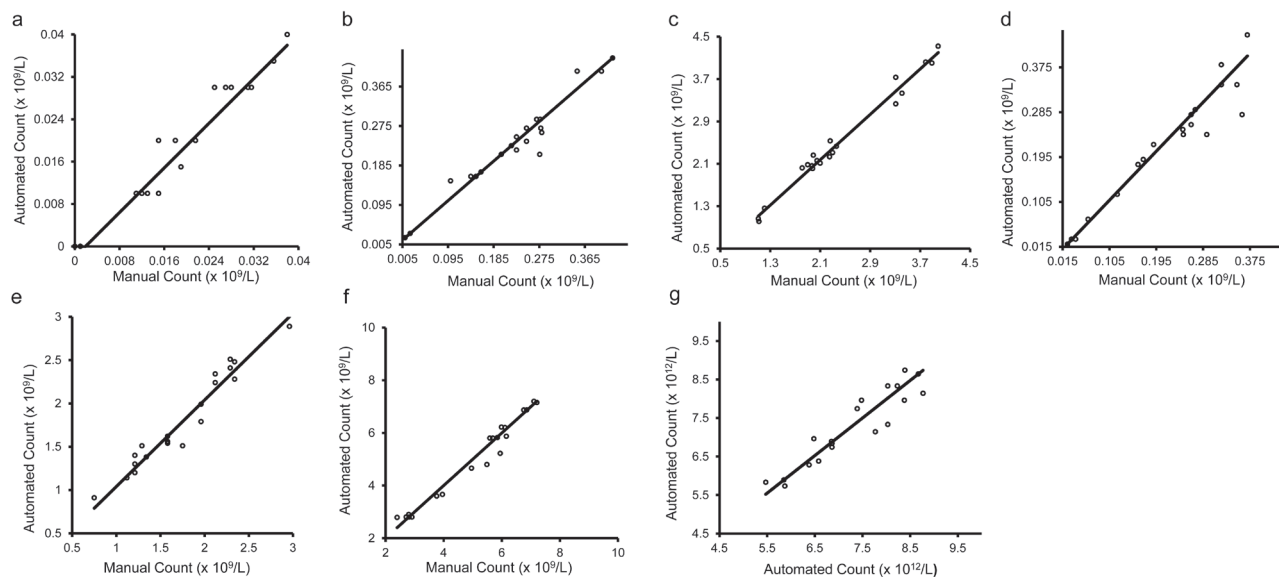 a
Automated Count (x 10⁹/L)
0.04
0.032
0.024
0.016
0.008
0
0 0.008 0.016 0.024 0.032 0.04
Manual Count (x 10⁹/L)
b
Automated Count (x 10⁹/L)
0.365
0.275
0.185
0.095
0.005
0.005 0.095 0.185 0.275 0.365
Manual Count (x 10⁹/L)
c
Automated Count (x 10⁹/L)
4.5
3.7
2.9
2.1
1.3
0.5
0.5 1.3 2.1 2.9 3.7 4.5
Manual Count (x 10⁹/L)
d
Automated Count (x 10⁹/L)
0.375
0.285
0.195
0.105
0.015
0.015 0.105 0.195 0.285 0.375
Manual Count (x 10⁹/L)
e
Automated Count (x 10⁹/L)
3
2.5
2
1.5
1
0.5
0.5 1 1.5 2 2.5 3
Manual Count (x 10⁹/L)
f
Automated Count (x 10⁹/L)
10
8
6
4
2
2 4 6 8 10
Manual Count (x 10⁹/L)
g
Automated Count (x 10¹²/L)
9.5
8.5
7.5
6.5
5.5
4.5
4.5 5.5 6.5 7.5 8.5 9.5
Automated Count (x 10¹²/L)